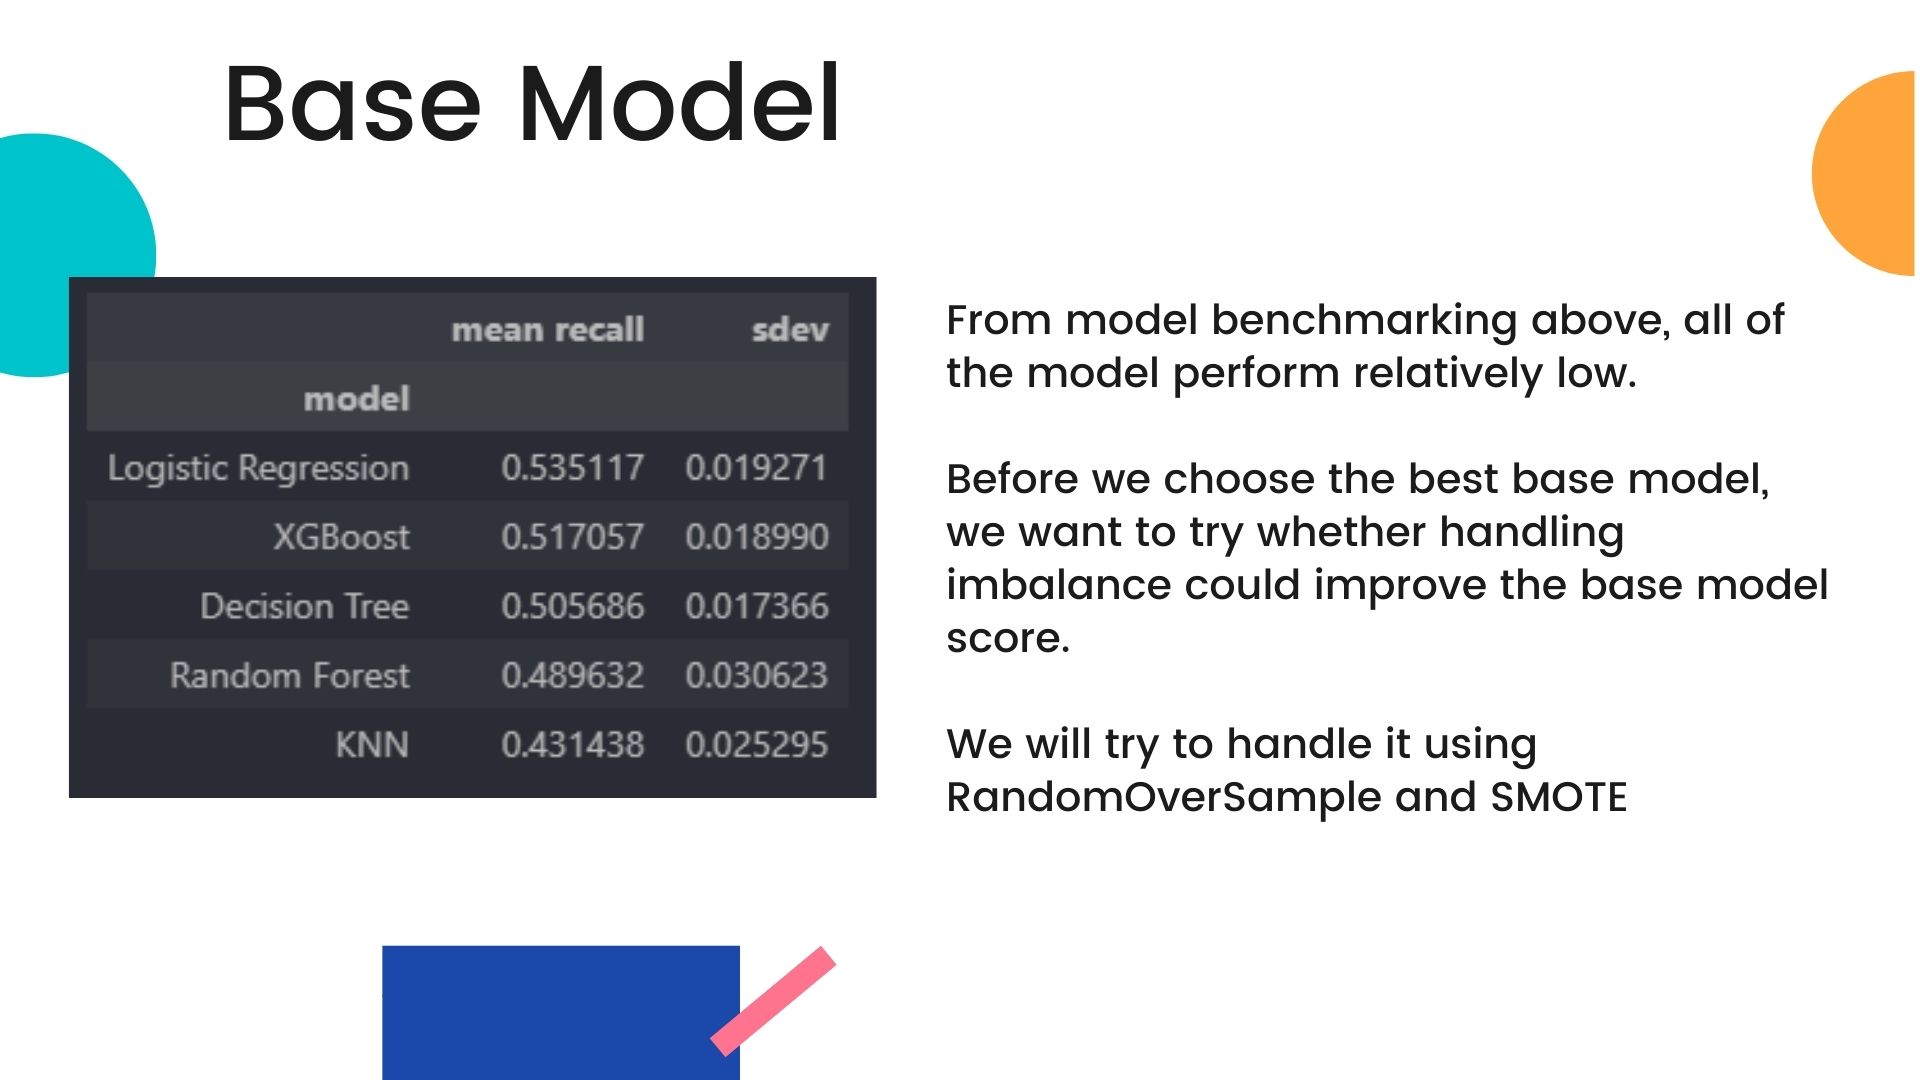 Base Model
mean recall sdev
model
Logistic Regression 0.535117 0.019271
XGBoost 0.517057 0.018990
Decision Tree 0.505686 0.017366
Random Forest 0.489632 0.030623
KNN 0.431438 0.025295
From model benchmarking above, all of
the model perform relatively low.
Before we choose the best base model,
we want to try whether handling
imbalance could improve the base model
score.
We will try to handle it using
RandomOverSample and SMOTE